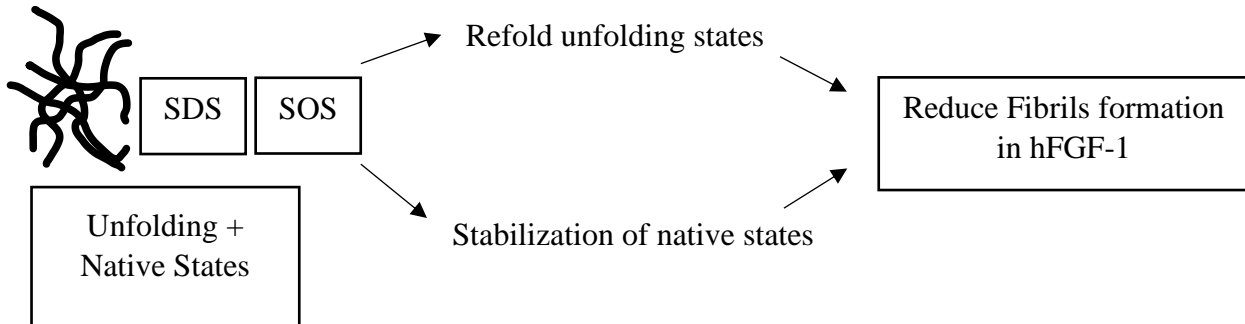 Refold unfolding states
SDS
SOS
Reduce Fibrils formation
in hFGF-1
Unfolding +
Native States
Stabilization of native states